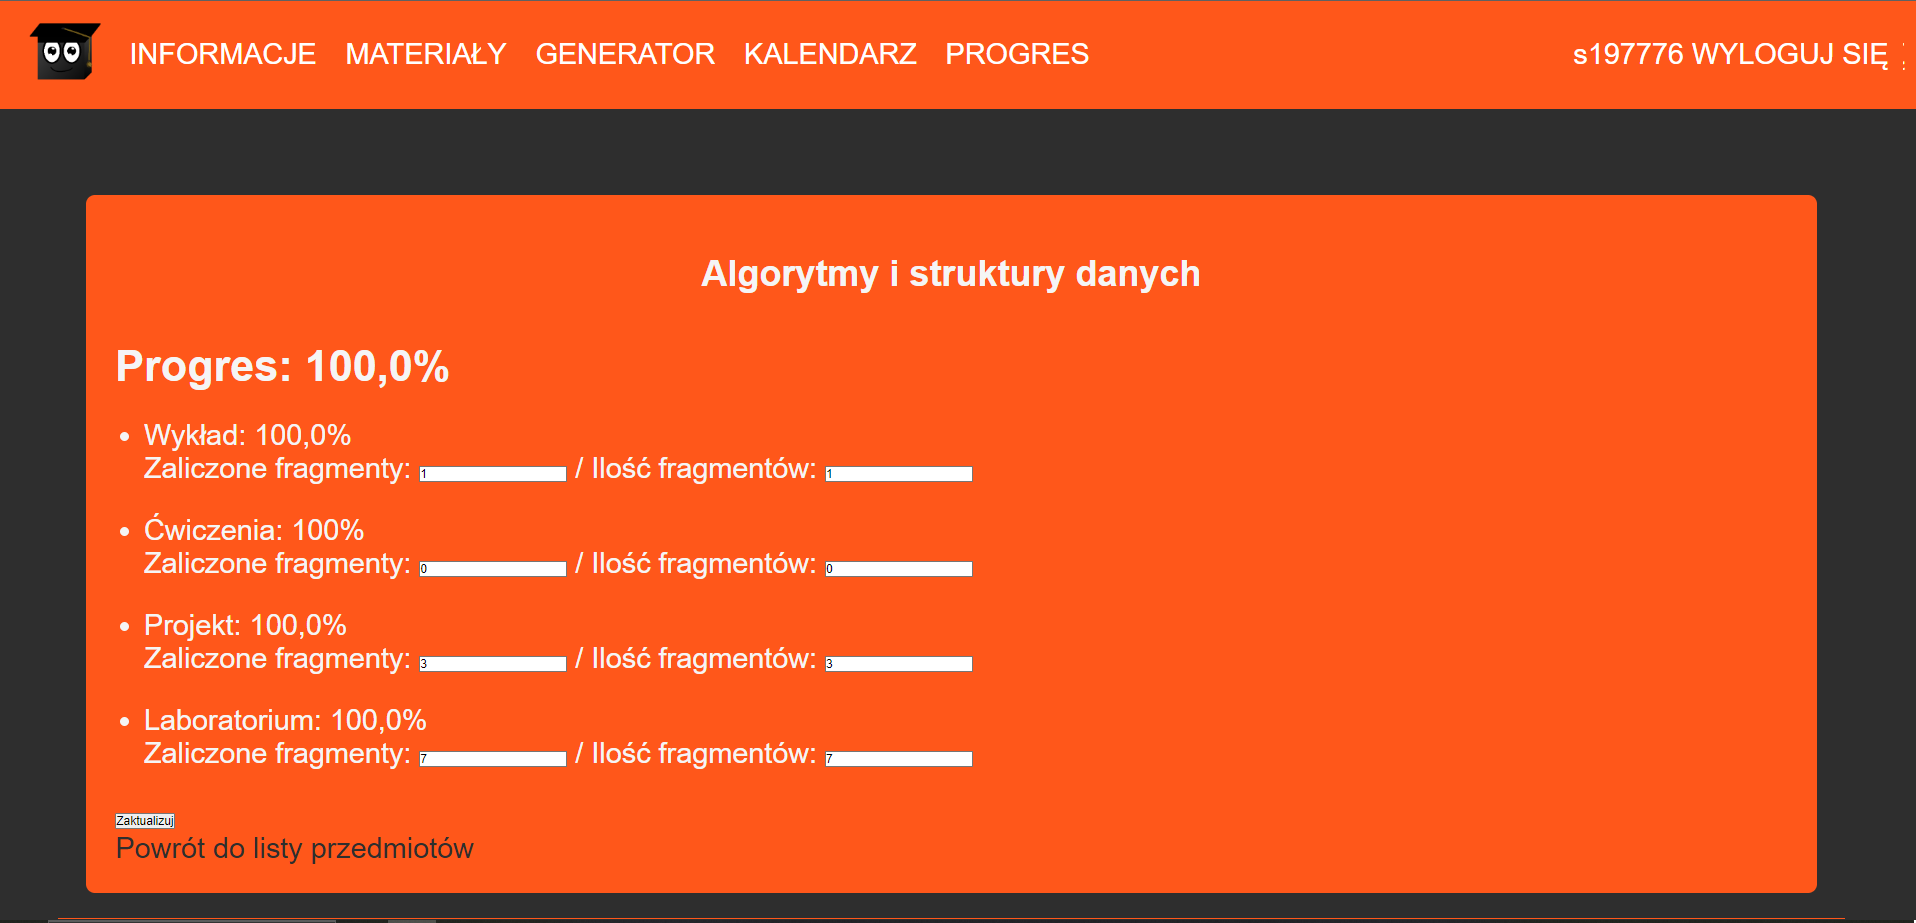 INFORMACJE MATERIAŁY GENERATOR KALENDARZ PROGRES s197776 WYLOGUJ SIĘ
Algorytmy i struktury danych
Progres: 100,0%
• Wykład: 100,0%
Zaliczone fragmenty: 1 / Ilość fragmentów: 1
• Ćwiczenia: 100%
Zaliczone fragmenty: 0 / Ilość fragmentów: 0
• Projekt: 100,0%
Zaliczone fragmenty: 3 / Ilość fragmentów: 3
• Laboratorium: 100,0%
Zaliczone fragmenty: 7 / Ilość fragmentów: 7
Zaktualizuj
Powrót do listy przedmiotów